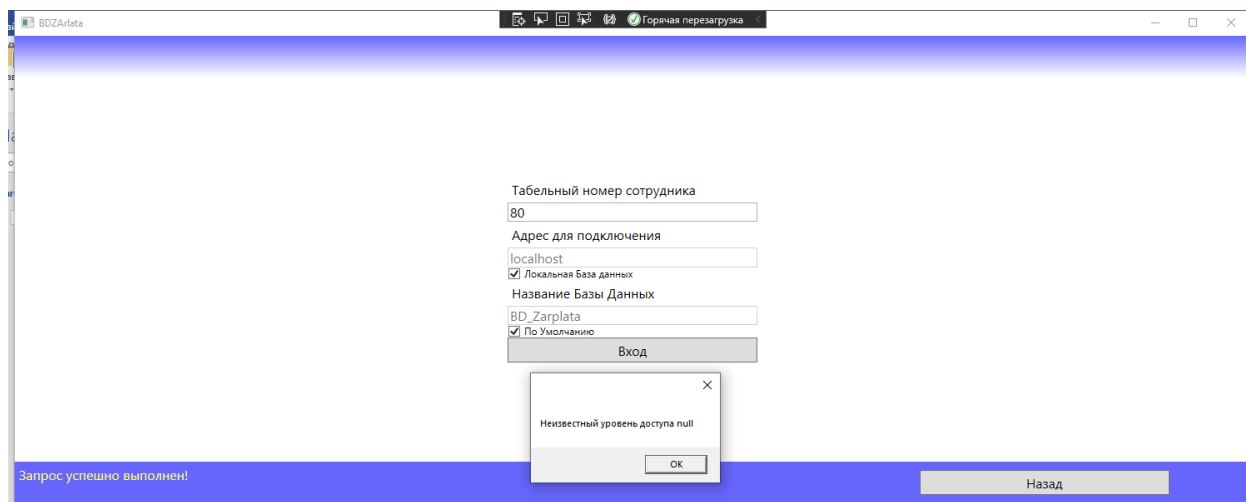 BDZArlata
Горячая перезагрузка
Табельный номер сотрудника
80
Адрес для подключения
localhost
Локальная База данных
Название Базы Данных
BD_Zarplata
По Умолчанию
Вход
Неизвестный уровень доступа null
OK
Запрос успешно выполнен!
Назад